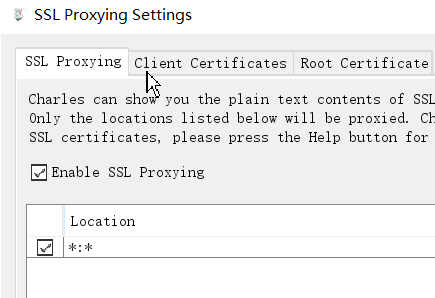 SSL Proxying Settings
SSL Proxying Client Certificates Root Certificate
Charles can show you the plain text contents of SSL
Only the locations listed below will be proxied. Ch
SSL certificates, please press the Help button for
Enable SSL Proxying
Location
*:*